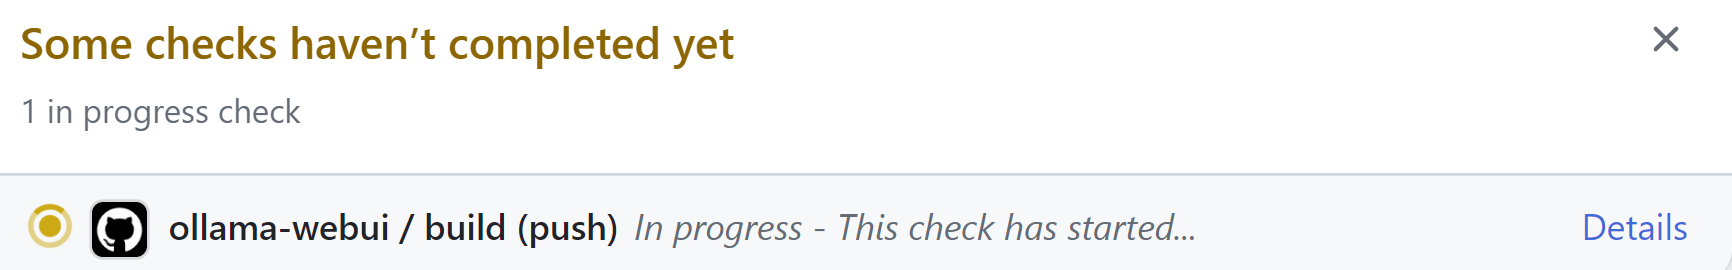 Some checks haven’t completed yet
1 in progress check
ollama-webui / build (push) In progress - This check has started... Details